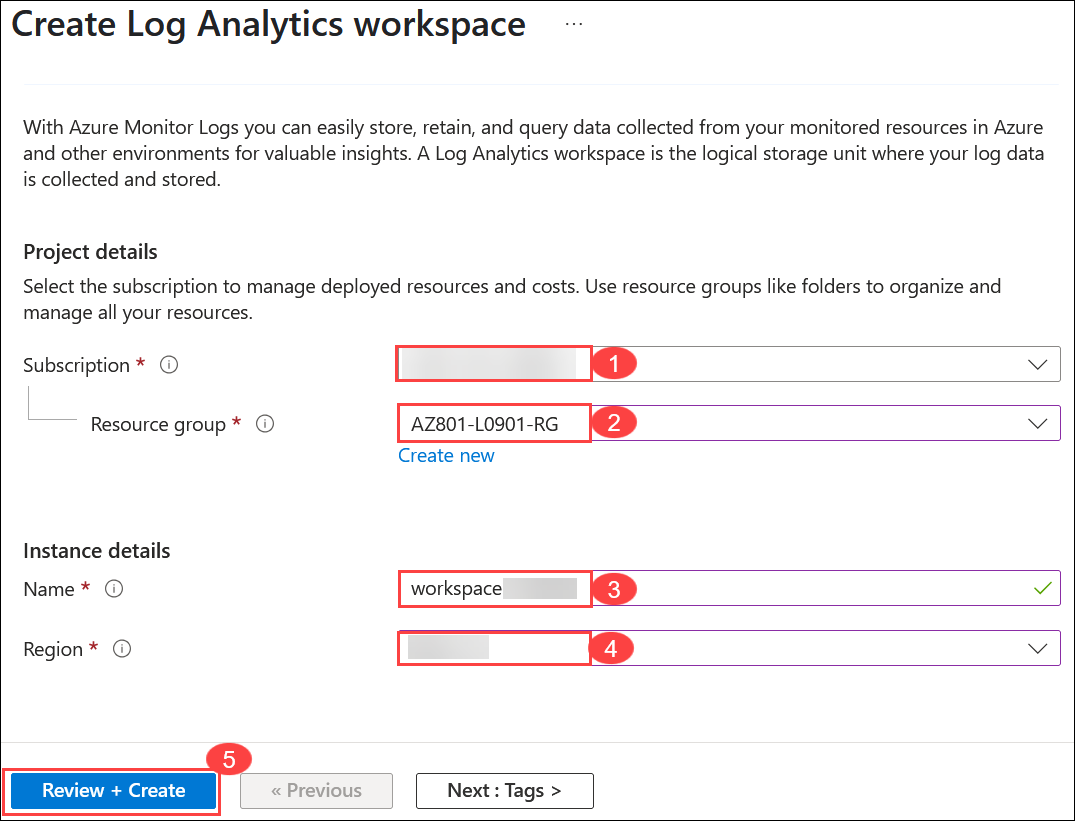 Create Log Analytics workspace ...
With Azure Monitor Logs you can easily store, retain, and query data collected from your monitored resources in Azure
and other environments for valuable insights. A Log Analytics workspace is the logical storage unit where your log data
is collected and stored.
Project details
Select the subscription to manage deployed resources and costs. Use resource groups like folders to organize and
manage all your resources.
Subscription * i 1
Resource group * i AZ801-L0901-RG 2
Create new
Instance details
Name * i workspace 3
Region * i 4
5
Review + Create « Previous Next : Tags >